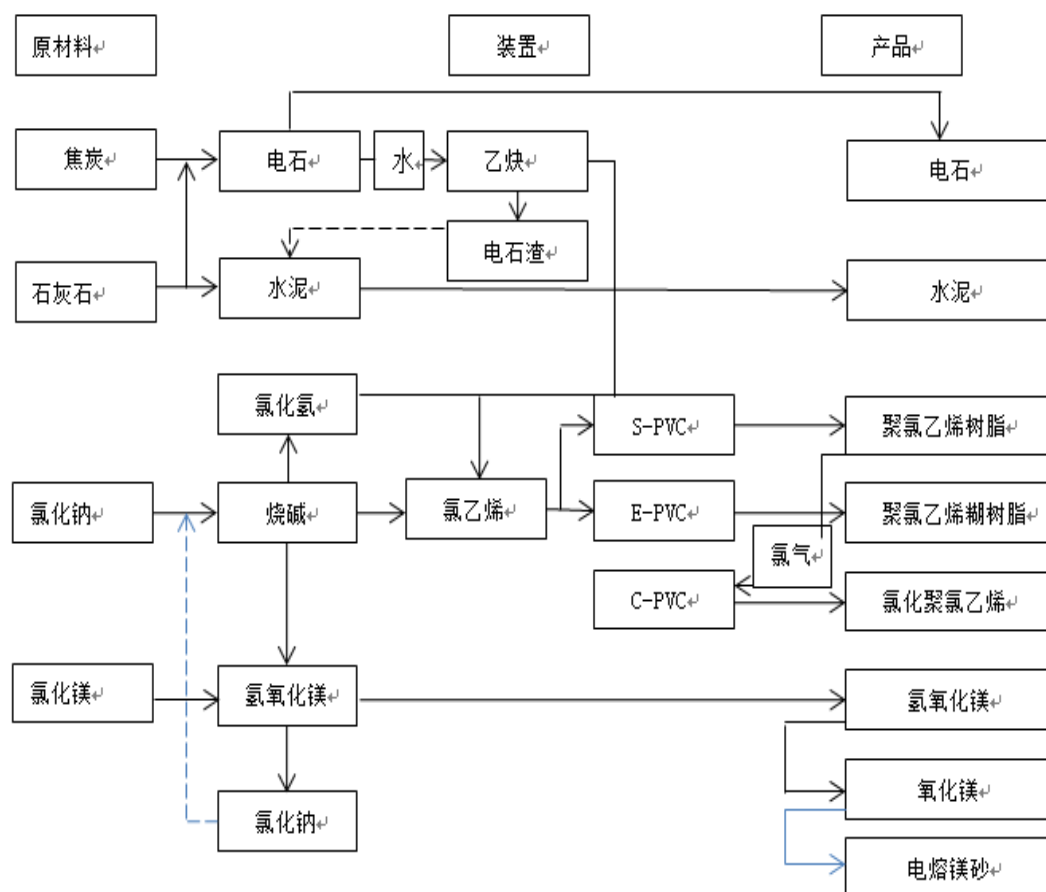 原材料
装置
产品
焦炭
电石
水
乙炔
电石
电石渣
石灰石
水泥
水泥
氯化氢
S-PVC
聚氯乙烯树脂
氯化钠
烧碱
氯乙烯
E-PVC
聚氯乙烯糊树脂
氯气
C-PVC
氯化聚氯乙烯
氯化镁
氢氧化镁
氢氧化镁
氧化镁
氯化钠
电熔镁砂